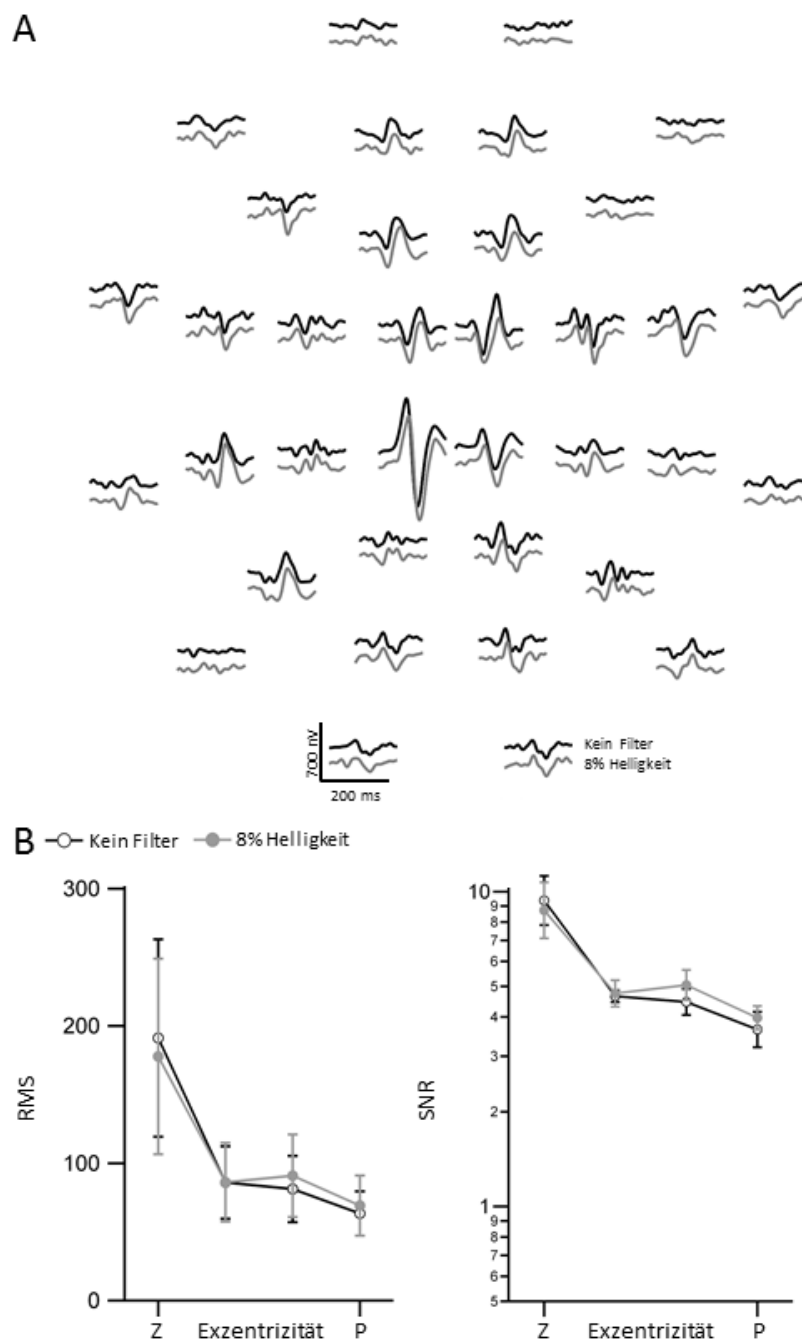 A
700 nV
200 ms
Kein Filter
8% Helligkeit
B
Kein Filter
8% Helligkeit
300
200
100
0
RMS
Z
Exzentrizität
P
10
9
8
7
6
5
4
3
2
1
9
8
7
6
5
SNR
Z
Exzentrizität
P